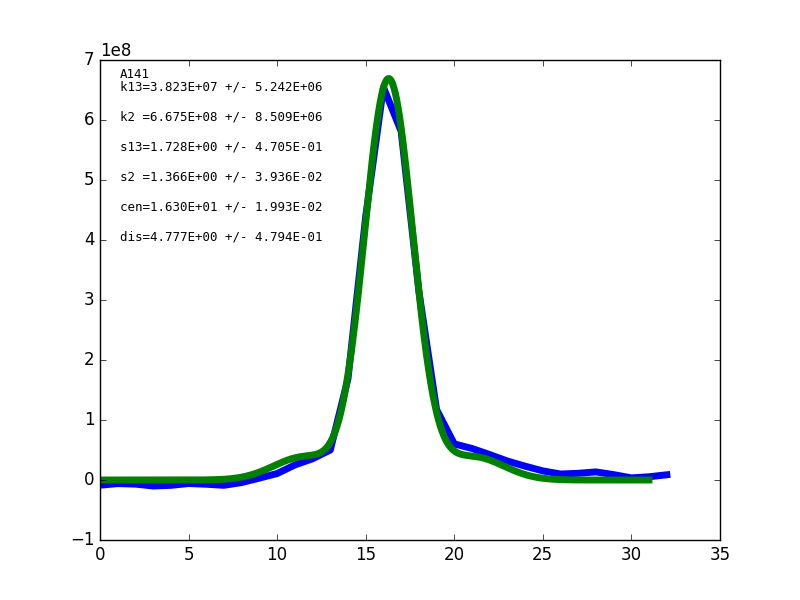 1e8
A141
k13=3.823E+07 +/- 5.242E+06
k2 =6.675E+08 +/- 8.509E+06
s13=1.728E+00 +/- 4.705E-01
s2 =1.366E+00 +/- 3.936E-02
cen=1.630E+01 +/- 1.993E-02
dis=4.777E+00 +/- 4.794E-01
7
6
5
4
3
2
1
0
−1
0 5 10 15 20 25 30 35